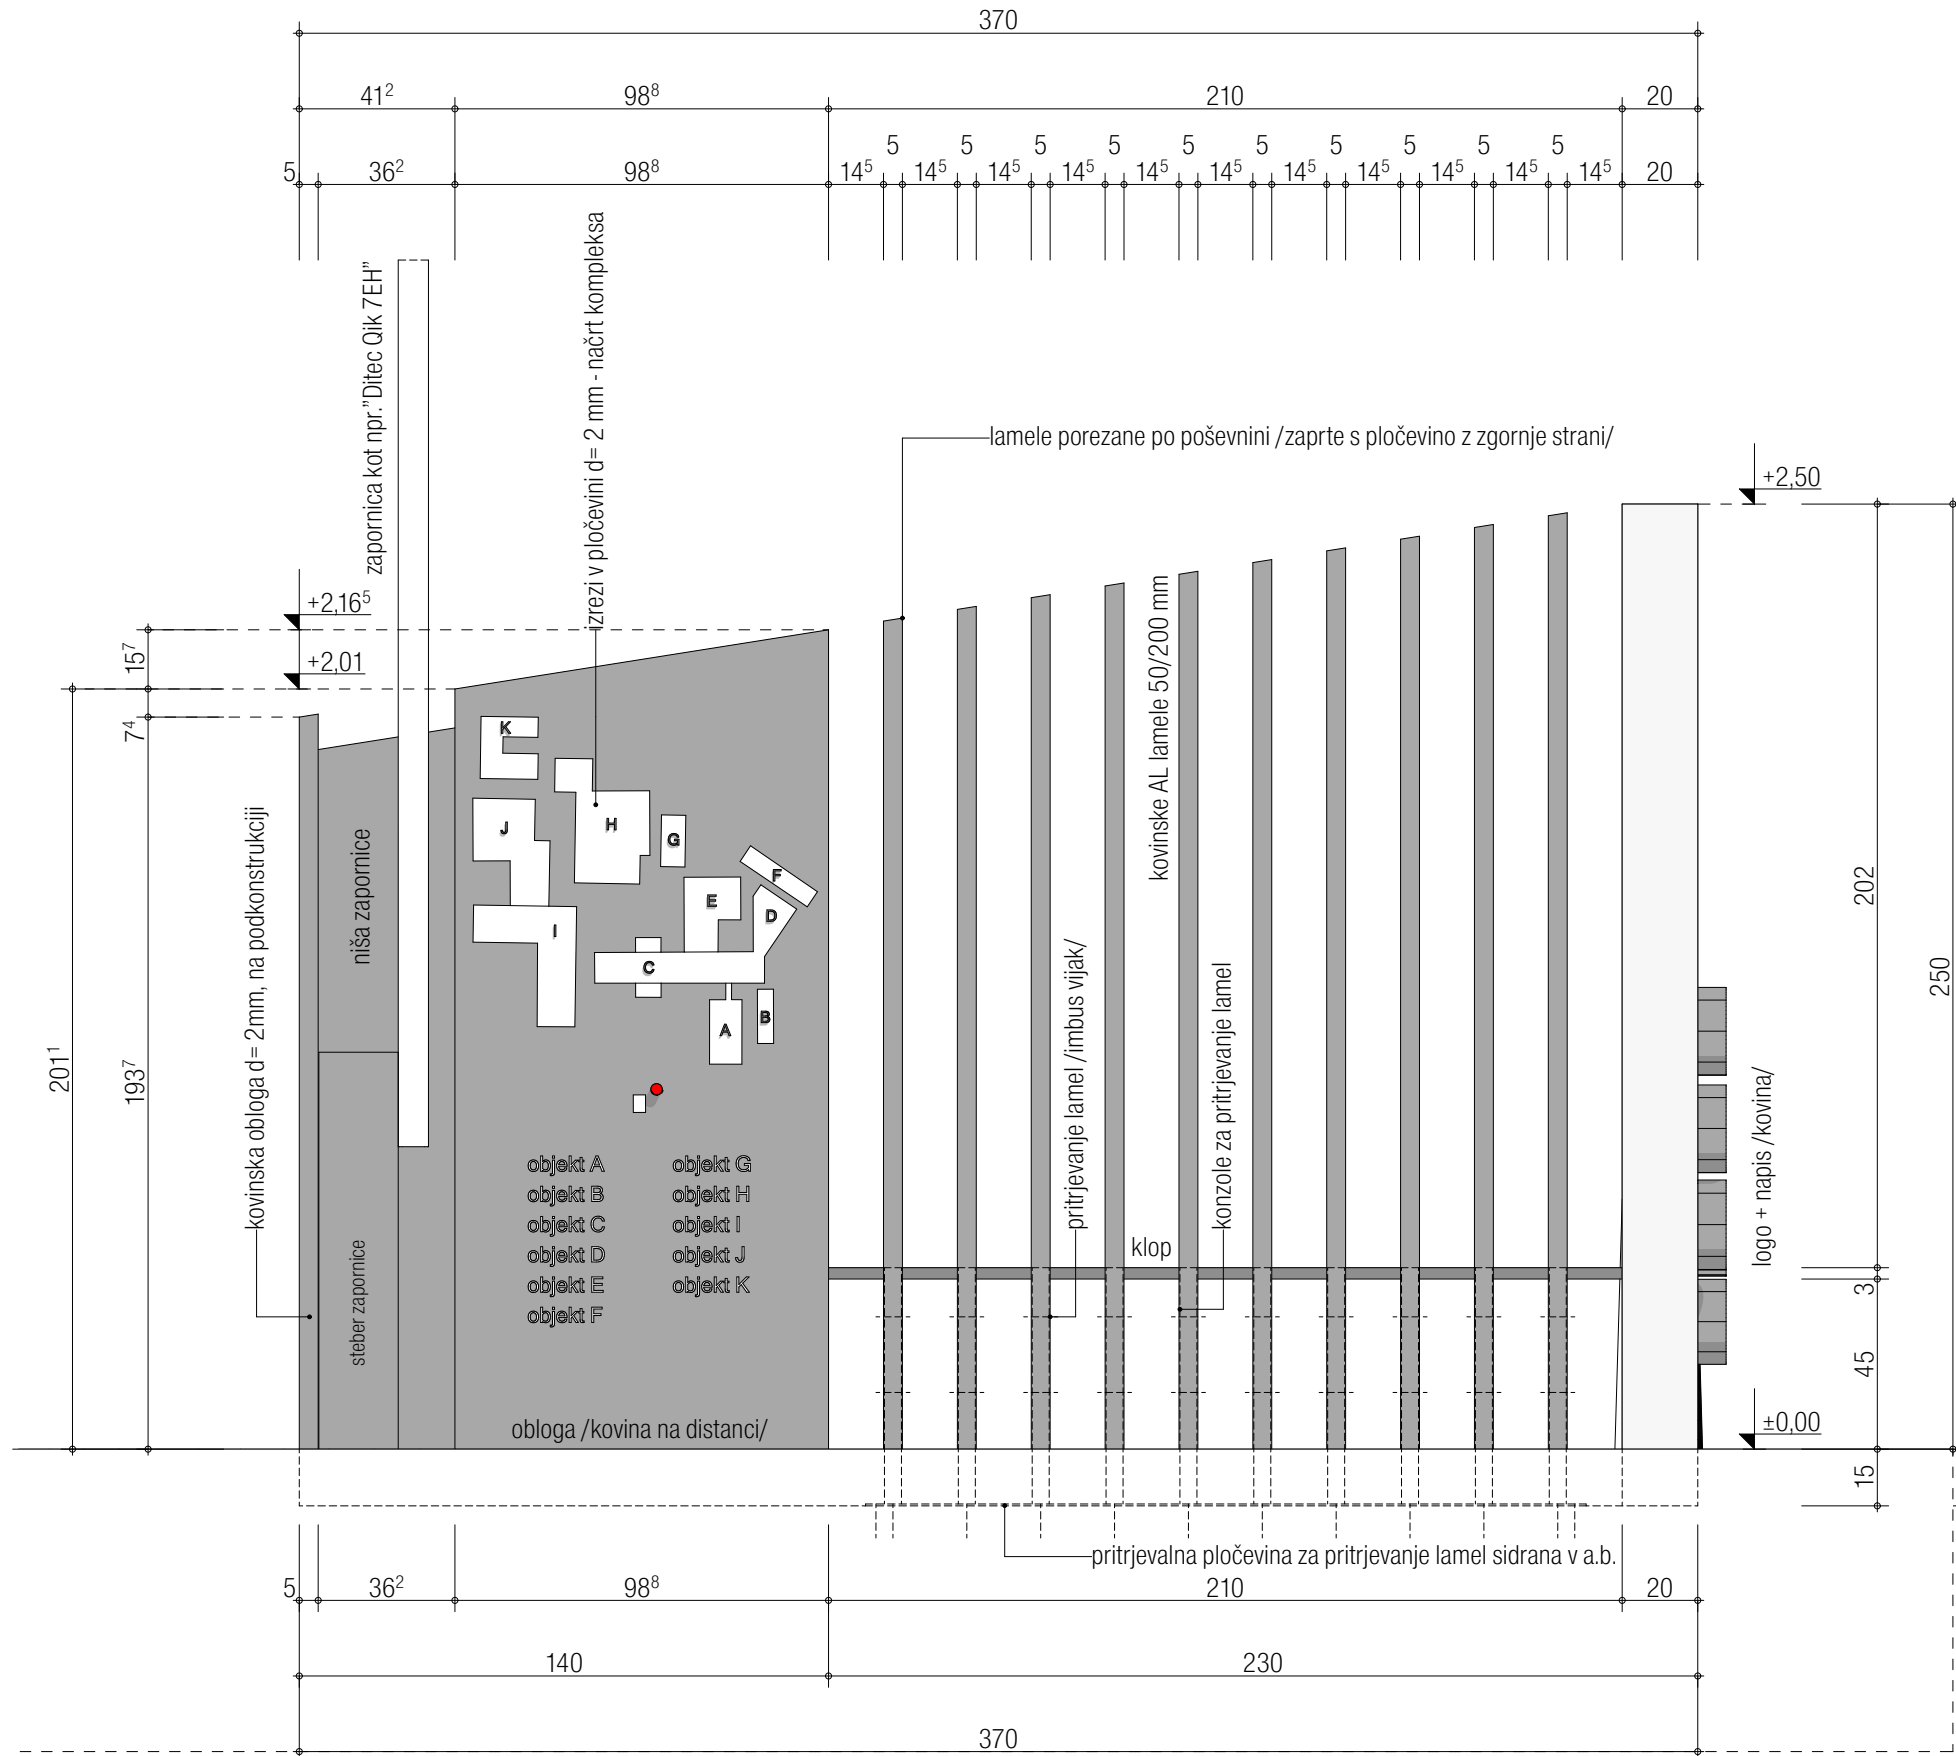 370
41² 98⁸ 210 20
5 5 5 5 5 5 5 5 5 5
5 36² 98⁸ 14⁵ 14⁵ 14⁵ 14⁵ 14⁵ 14⁵ 14⁵ 14⁵ 14⁵ 14⁵ 14⁵ 20
zapornica kot npr."Ditec Qik 7EH"
izrezi v pločevini d= 2 mm - načrt kompleksa
lamele porezane po poševnini /zaprte s pločevino z zgornje strani/
+2,50
+2,16⁵
+2,01
15⁷
7⁴
193⁷
201¹
kovinska obloga d= 2mm, na podkonstrukciji
niša zapornice
steber zapornice
K
J
H
G
F
E
D
I
C
A
B
objekt A
objekt B
objekt C
objekt D
objekt E
objekt F
objekt G
objekt H
objekt I
objekt J
objekt K
obloga /kovina na distanci/
kovinske AL lamele 50/200 mm
pritrjevanje lamel /imbus vijak/
konzole za pritrjevanje lamel
klop
logo + napis /kovina/
202
250
3
45
±0,00
15
pritrjevalna pločevina za pritrjevanje lamel sidrana v a.b.
5 36² 98⁸ 210 20
140 230
370